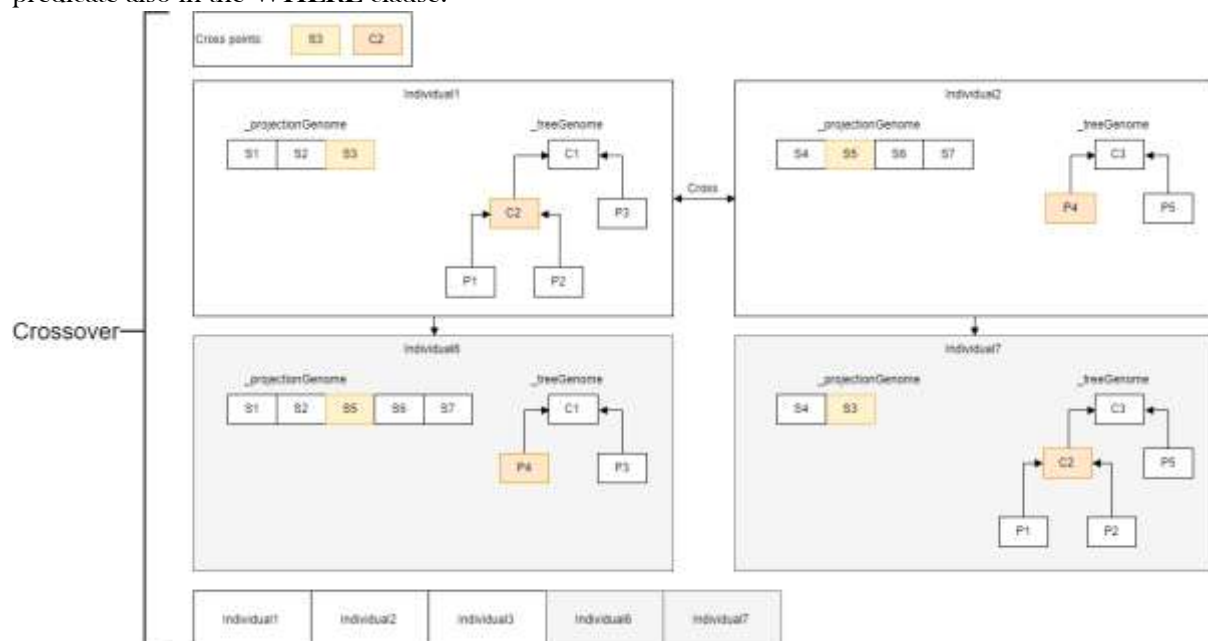 predicate also in the WHERE clause.
Cross points: S3 C2
Individual1
_projectionGenome _treeGenome
S1 S2 S3
C1
C2 P3
P1 P2
Cross
Individual2
_projectionGenome _treeGenome
S4 S5 S6 S7
C3
P4 P5
Crossover
Individual6
_projectionGenome _treeGenome
S1 S2 S5 S6 S7
C1
P4 P3
Individual7
_projectionGenome _treeGenome
S4 S3
C3
C2 P5
P1 P2
Individual1 Individual2 Individual3 Individual6 Individual7